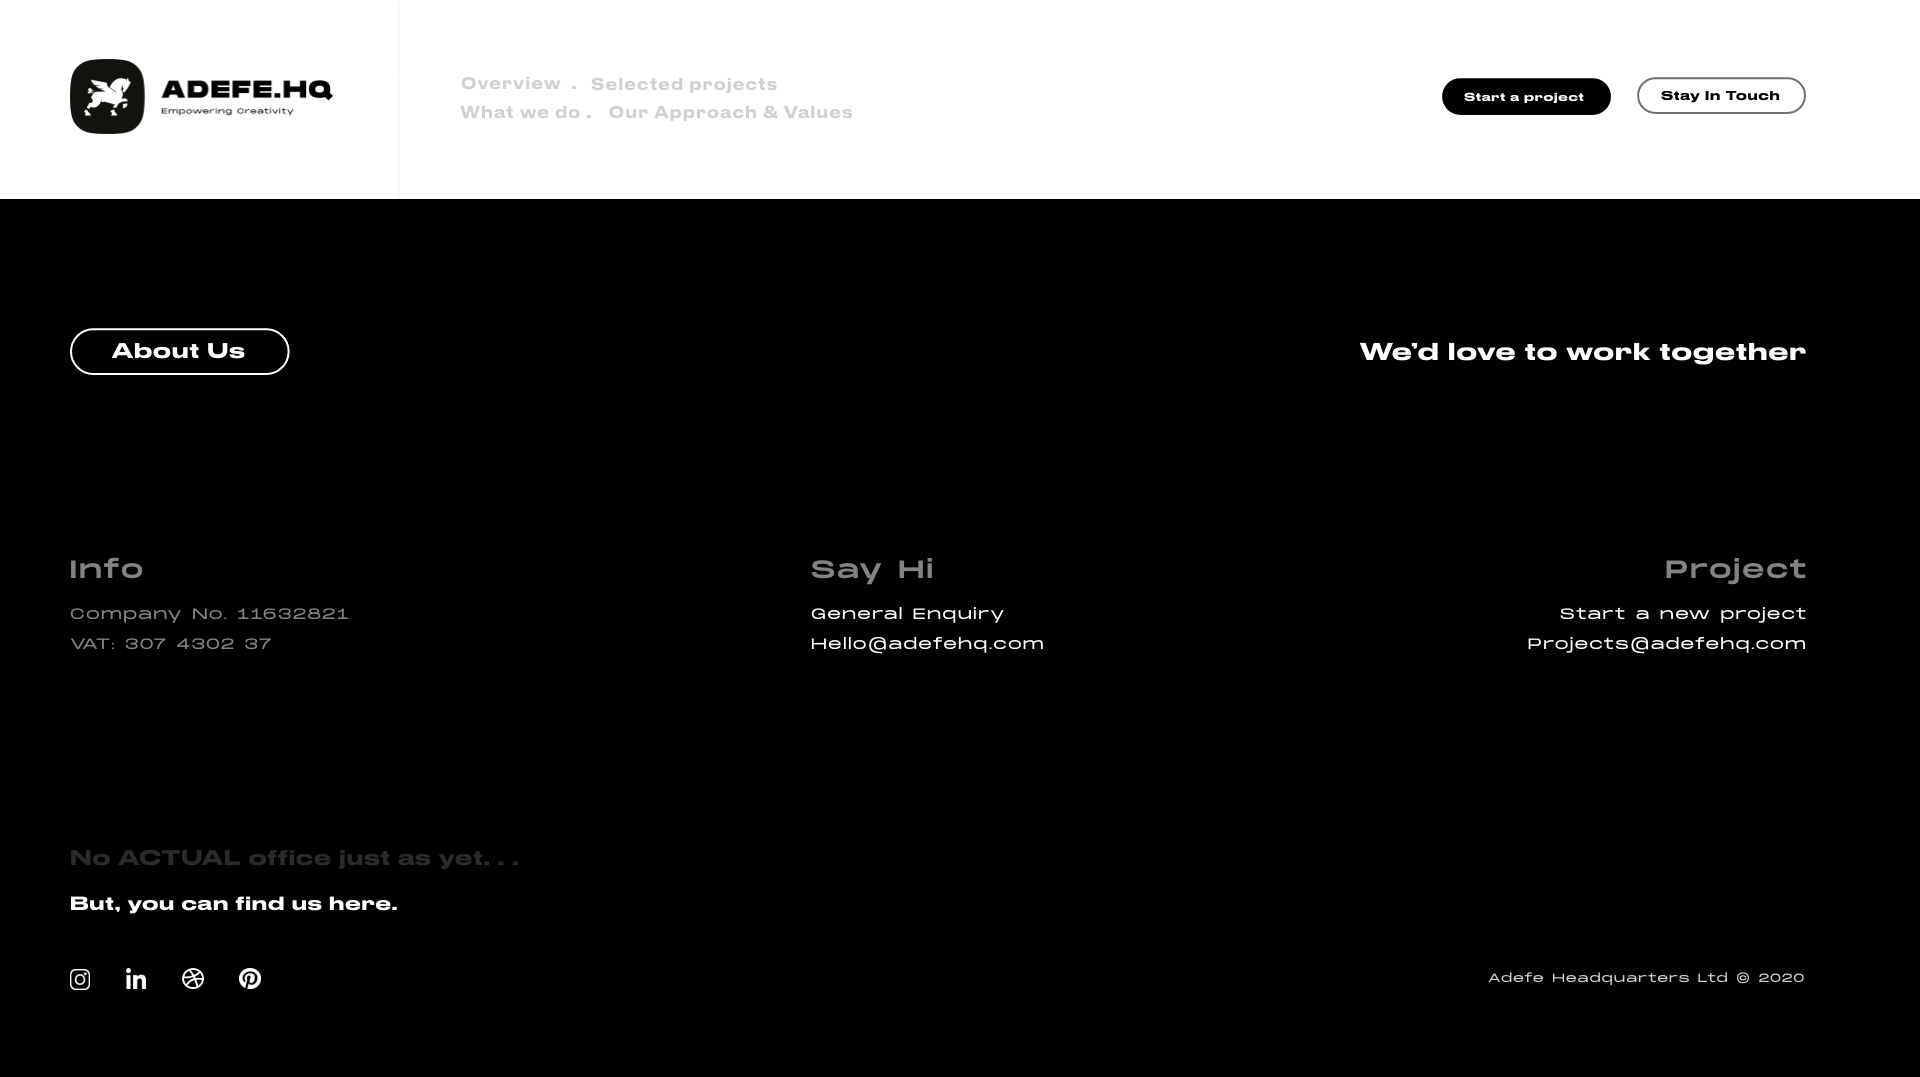 ADEFE.HQ
Empowering Creativity
Overview . Selected projects
What we do . Our Approach & Values
Start a project
Stay In Touch
About Us
We’d love to work together
Info
Company No. 11632821
VAT: 307 4302 37
Say Hi
General Enquiry
Hello@adefehq.com
Project
Start a new project
Projects@adefehq.com
No ACTUAL office just as yet. . .
But, you can find us here.
in
Adefe Headquarters Ltd © 2020